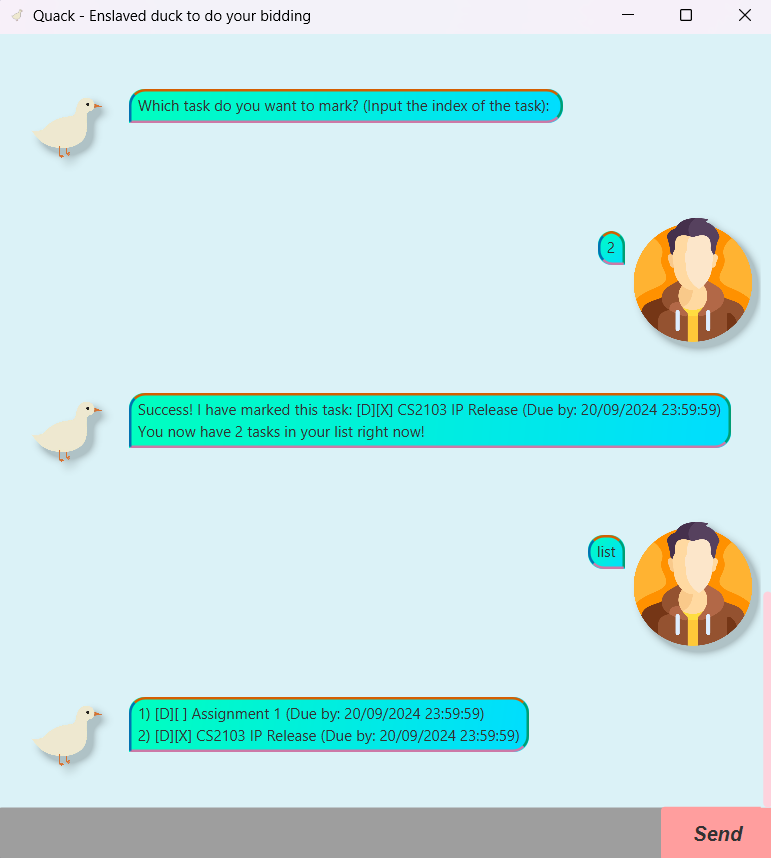 Quack - Enslaved duck to do your bidding
Which task do you want to mark? (Input the index of the task):
2
Success! I have marked this task: [D][X] CS2103 IP Release (Due by: 20/09/2024 23:59:59)
You now have 2 tasks in your list right now!
list
1) [D][ ] Assignment 1 (Due by: 20/09/2024 23:59:59)
2) [D][X] CS2103 IP Release (Due by: 20/09/2024 23:59:59)
Send